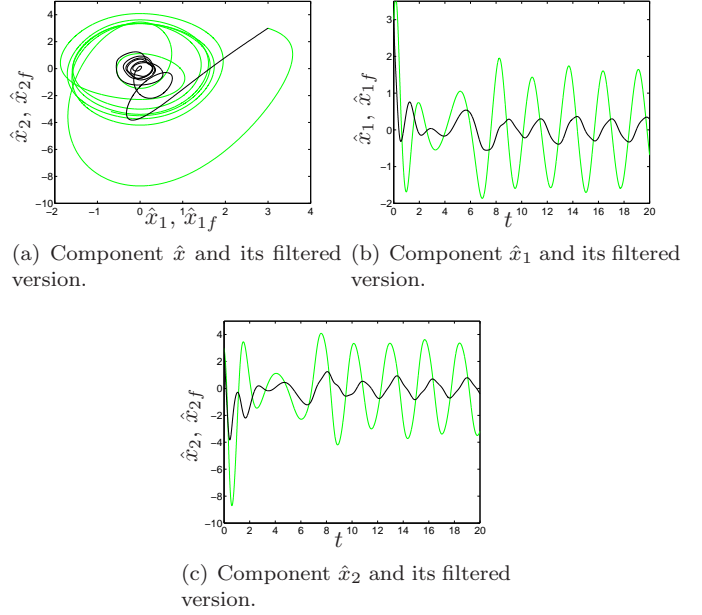 4
2
0
−2
−4
−6
−8
−10
−2 −1 0 1 2 3 4
x̂₂, x̂₂f
x̂₁, x̂₁f
3
2
1
0
−1
−2
0 2 4 6 8 10 12 14 16 18 20
x̂₁, x̂₁f
t
(a) Component x̂ and its filtered version.
(b) Component x̂₁ and its filtered version.
4
2
0
−2
−4
−6
−8
−10
0 2 4 6 8 10 12 14 16 18 20
x̂₂, x̂₂f
t
(c) Component x̂₂ and its filtered version.